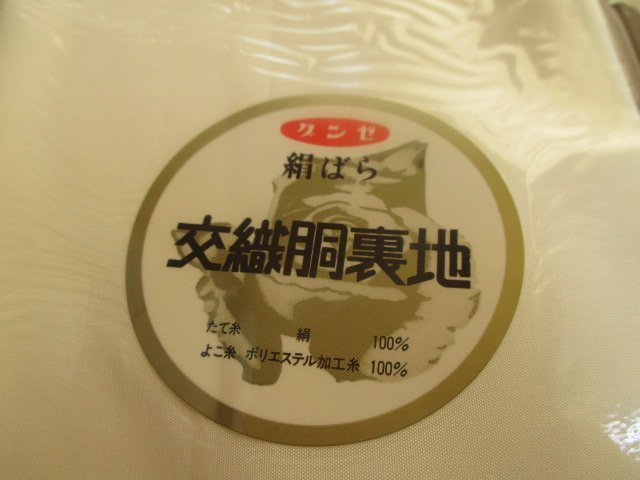 グンゼ
絹ばら
交織胴裏地
たて糸 絹 100%
よこ糸 ポリエステル加工糸 100%